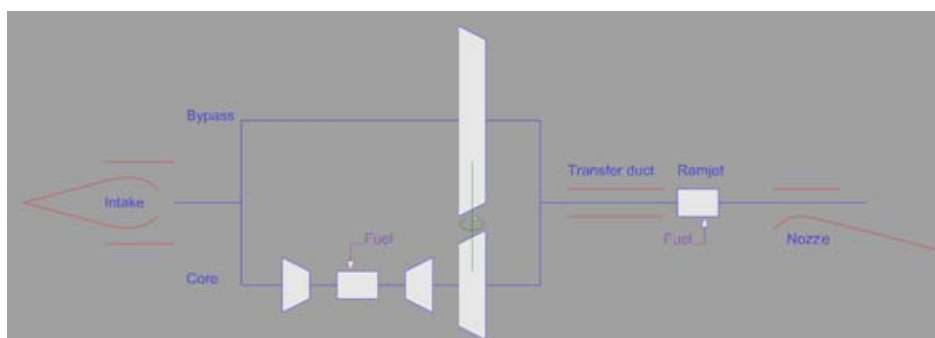 Bypass
Transfer duct
Ramjet
Intake
Fuel
Fuel
Nozze
Core